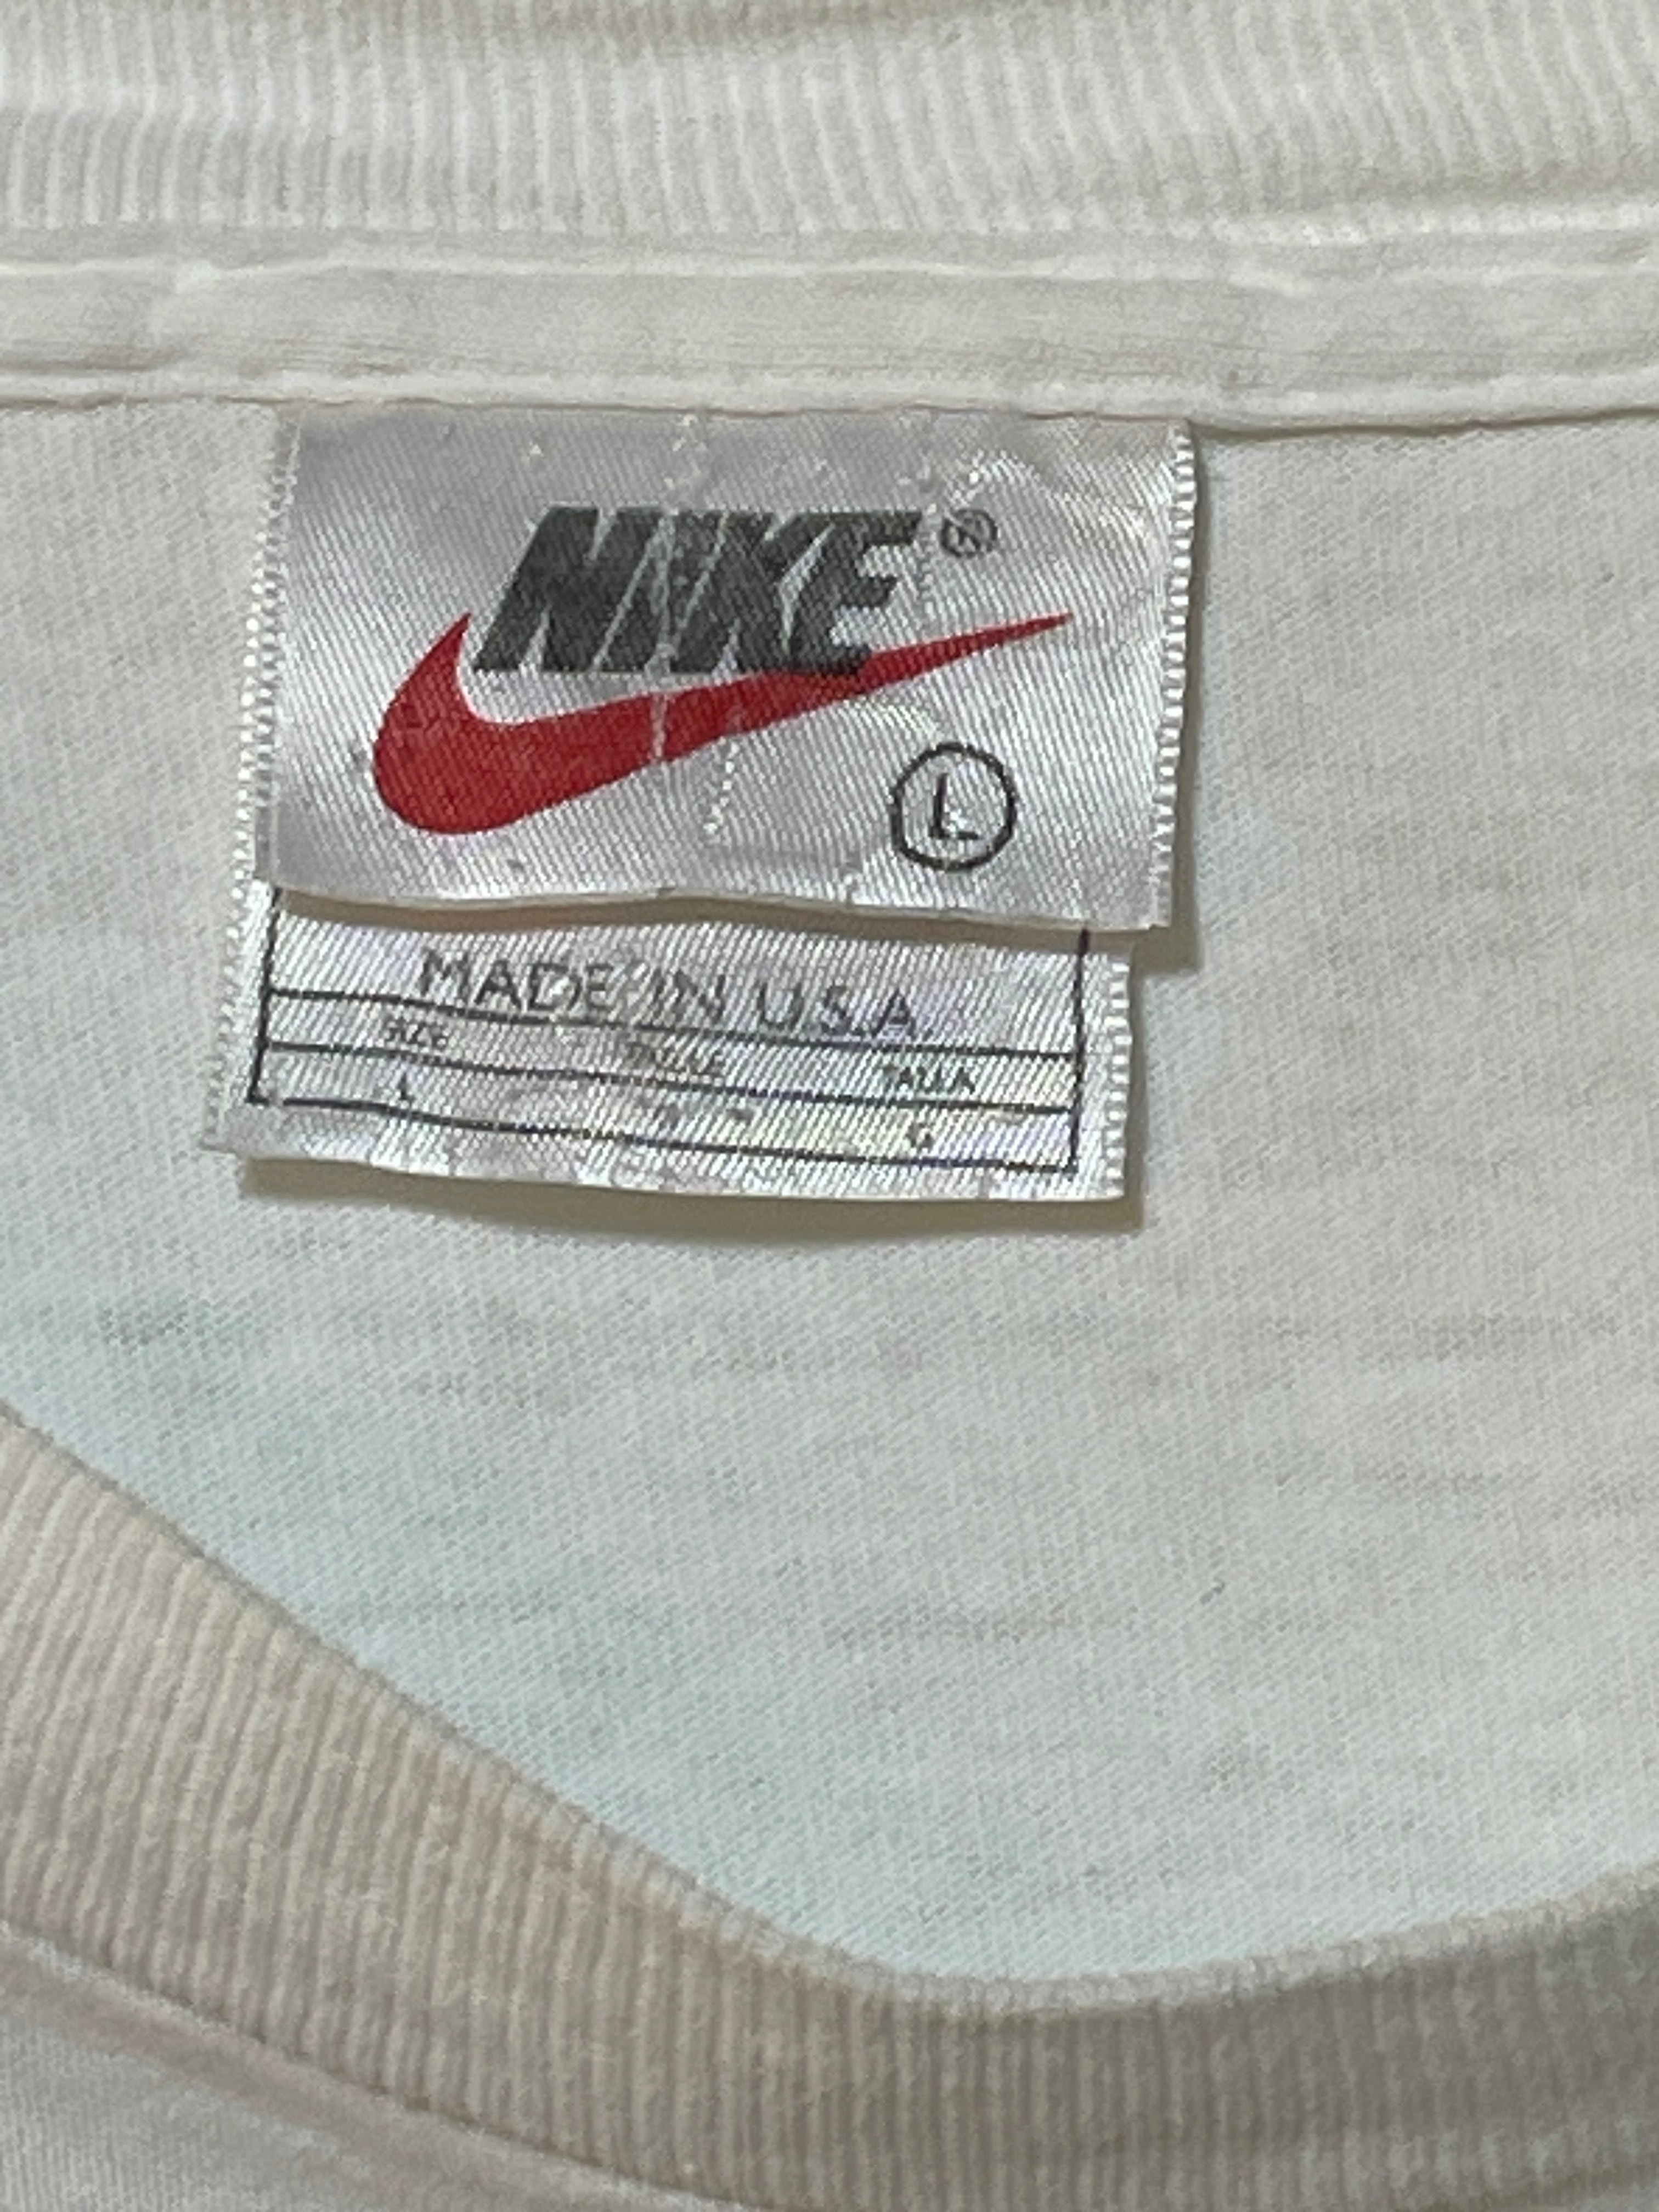 NIKE®
L
MADE IN U.S.A.
SIZE TAILLE TALLA
L G